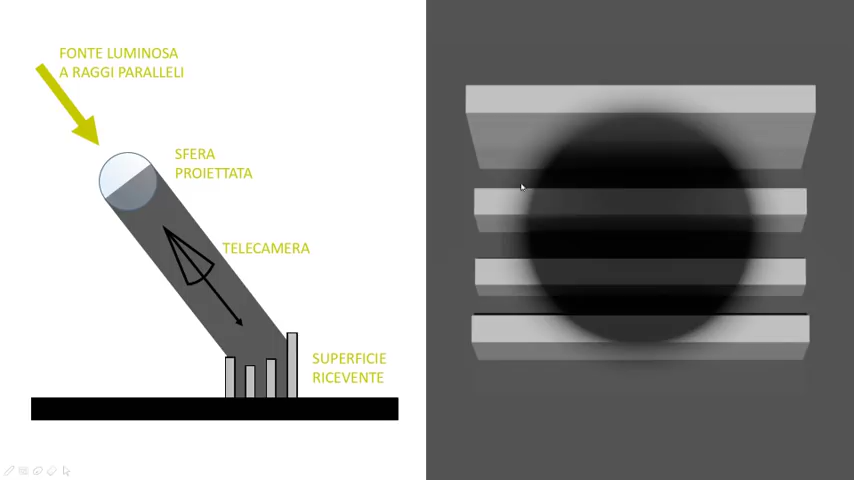 FONTE LUMINOSA
A RAGGI PARALLELI
SFERA
PROIETTATA
TELECAMERA
SUPERFICIE
RICEVENTE